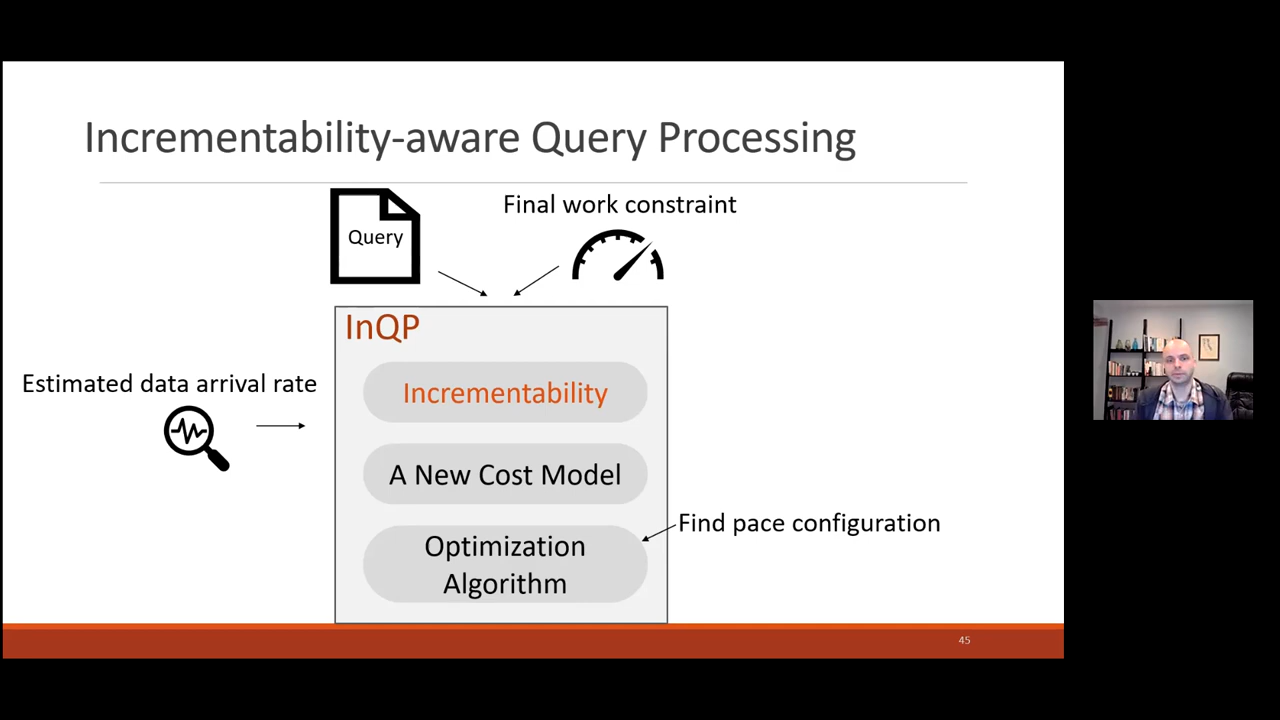 Incrementability-aware Query Processing
Query
Final work constraint
InQP
Estimated data arrival rate
Incrementability
A New Cost Model
Find pace configuration
Optimization
Algorithm
45